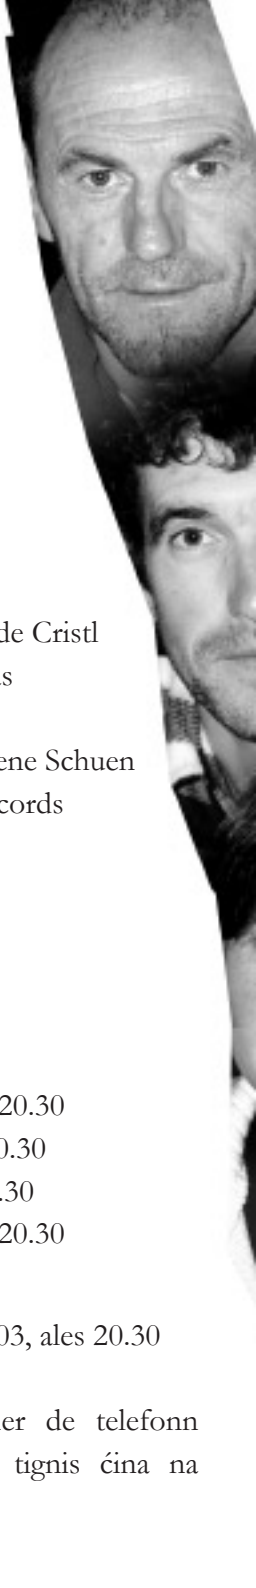 de Cristl
s
ene Schuen
cords
20.30
0.30
.30
20.30
03, ales 20.30
er de telefonn
tignis ćina na